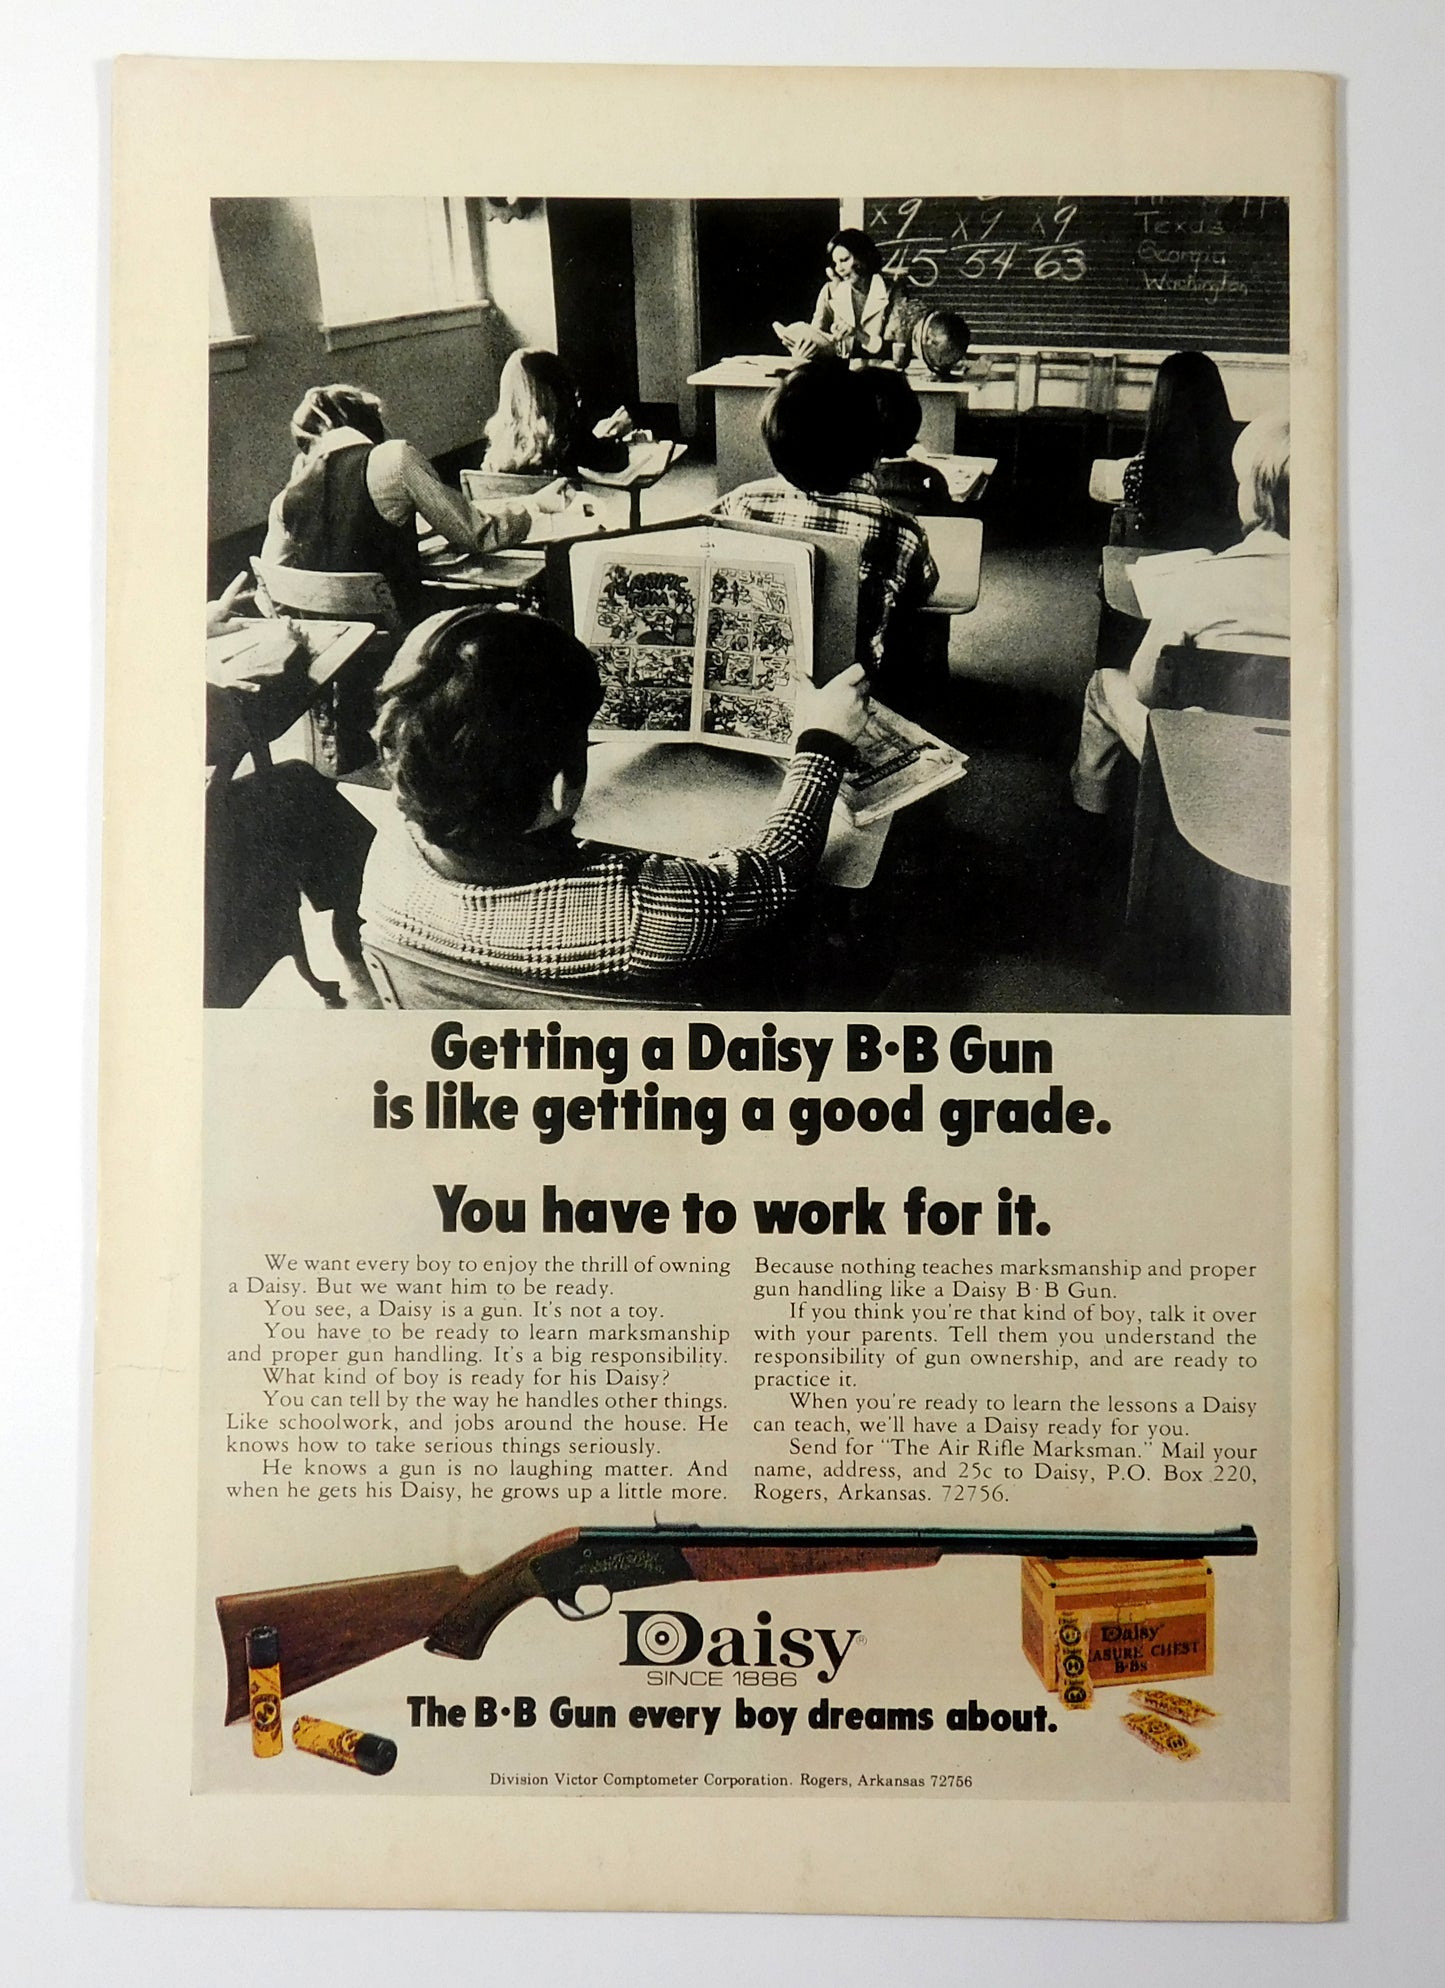 x9 x9 x9
45 54 63
Texas
Georgia
Washington
TERRIFIC
TOM
Getting a Daisy B·B Gun
is like getting a good grade.
You have to work for it.
We want every boy to enjoy the thrill of owning
a Daisy. But we want him to be ready.
You see, a Daisy is a gun. It's not a toy.
You have to be ready to learn marksmanship
and proper gun handling. It's a big responsibility.
What kind of boy is ready for his Daisy?
You can tell by the way he handles other things.
Like schoolwork, and jobs around the house. He
knows how to take serious things seriously.
He knows a gun is no laughing matter. And
when he gets his Daisy, he grows up a little more.
Because nothing teaches marksmanship and proper
gun handling like a Daisy B·B Gun.
If you think you're that kind of boy, talk it over
with your parents. Tell them you understand the
responsibility of gun ownership, and are ready to
practice it.
When you're ready to learn the lessons a Daisy
can teach, we'll have a Daisy ready for you.
Send for "The Air Rifle Marksman." Mail your
name, address, and 25c to Daisy, P.O. Box 220,
Rogers, Arkansas. 72756.
Daisy®
SINCE 1886
Daisy
ASURE CHEST
B·Bs
The B·B Gun every boy dreams about.
Division Victor Comptometer Corporation. Rogers, Arkansas 72756